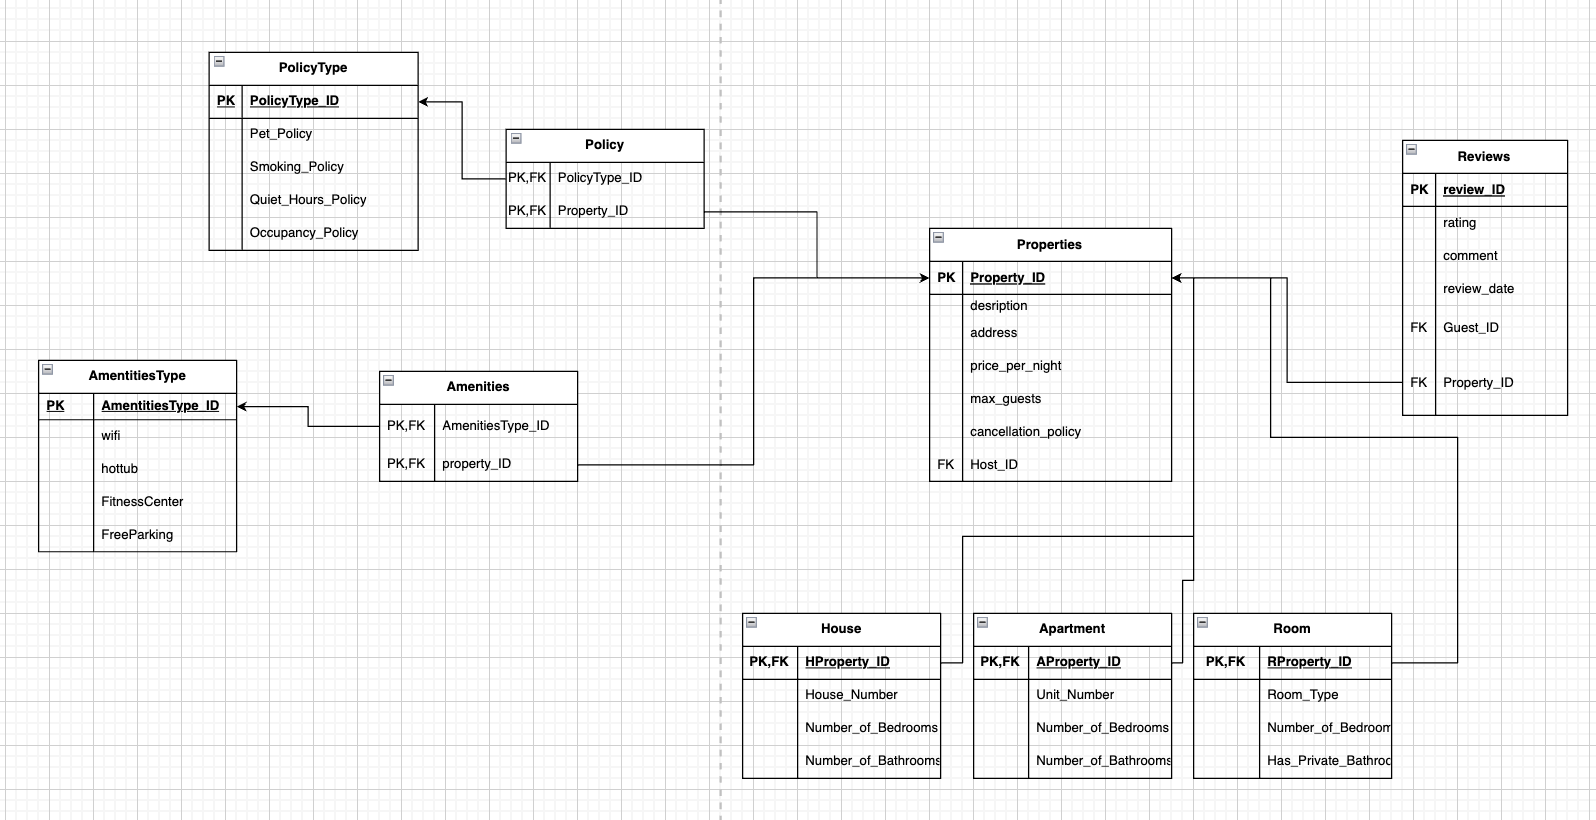 PolicyType
PK PolicyType_ID
Pet_Policy
Smoking_Policy
Quiet_Hours_Policy
Occupancy_Policy
Policy
PK,FK PolicyType_ID
PK,FK Property_ID
Reviews
PK review_ID
rating
comment
review_date
FK Guest_ID
FK Property_ID
Properties
PK Property_ID
desription
address
price_per_night
max_guests
cancellation_policy
FK Host_ID
AmentitiesType
PK AmentitiesType_ID
wifi
hottub
FitnessCenter
FreeParking
Amenities
PK,FK AmenitiesType_ID
PK,FK property_ID
House
PK,FK HProperty_ID
House_Number
Number_of_Bedrooms
Number_of_Bathrooms
Apartment
PK,FK AProperty_ID
Unit_Number
Number_of_Bedrooms
Number_of_Bathrooms
Room
PK,FK RProperty_ID
Room_Type
Number_of_Bedroom
Has_Private_Bathroo